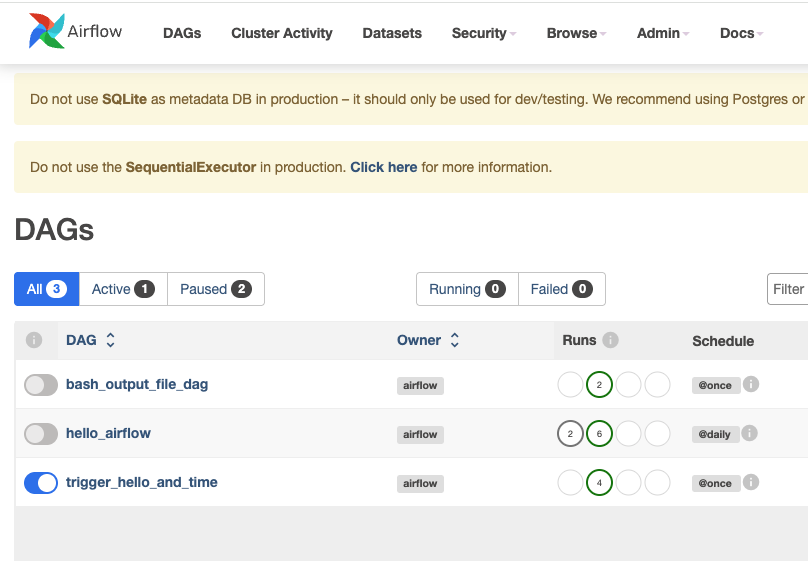 Airflow DAGs Cluster Activity Datasets Security Browse Admin Docs
Do not use SQLite as metadata DB in production – it should only be used for dev/testing. We recommend using Postgres or
Do not use the SequentialExecutor in production. Click here for more information.
DAGs
All 3 Active 1 Paused 2 Running 0 Failed 0 Filter
i DAG Owner Runs i Schedule
bash_output_file_dag airflow 2 @once i
hello_airflow airflow 2 6 @daily i
trigger_hello_and_time airflow 4 @once i